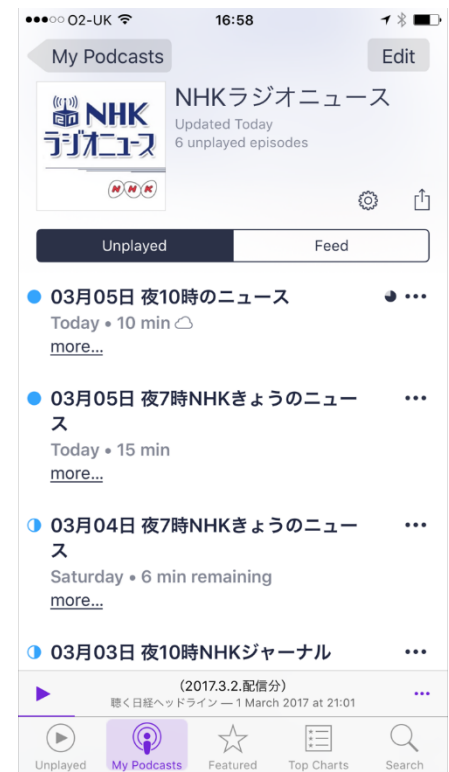 O2-UK 16:58
My Podcasts Edit
NHK
ラジオニュース
NHK
NHKラジオニュース
Updated Today
6 unplayed episodes
Unplayed Feed
03月05日 夜10時のニュース
Today • 10 min
more...
03月05日 夜7時NHKきょうのニュー
ス
Today • 15 min
more...
03月04日 夜7時NHKきょうのニュー
ス
Saturday • 6 min remaining
more...
03月03日 夜10時NHKジャーナル
（2017.3.2.配信分）
聴く日経ヘッドライン — 1 March 2017 at 21:01
Unplayed My Podcasts Featured Top Charts Search